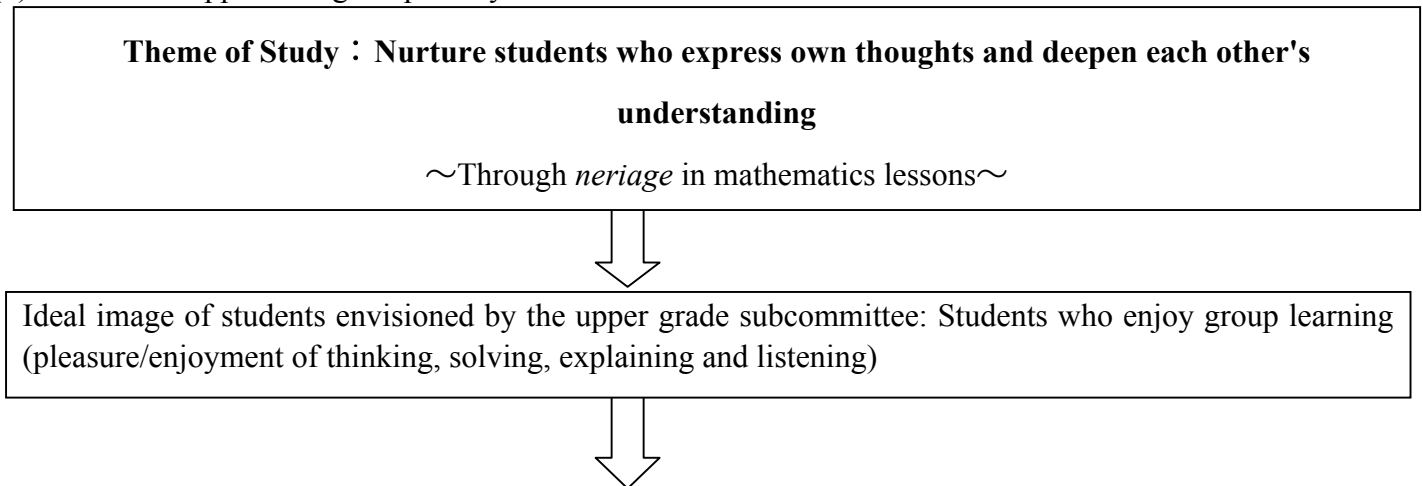 Theme of Study：Nurture students who express own thoughts and deepen each other's
understanding
～Through neriage in mathematics lessons～
Ideal image of students envisioned by the upper grade subcommittee: Students who enjoy group learning
(pleasure/enjoyment of thinking, solving, explaining and listening)